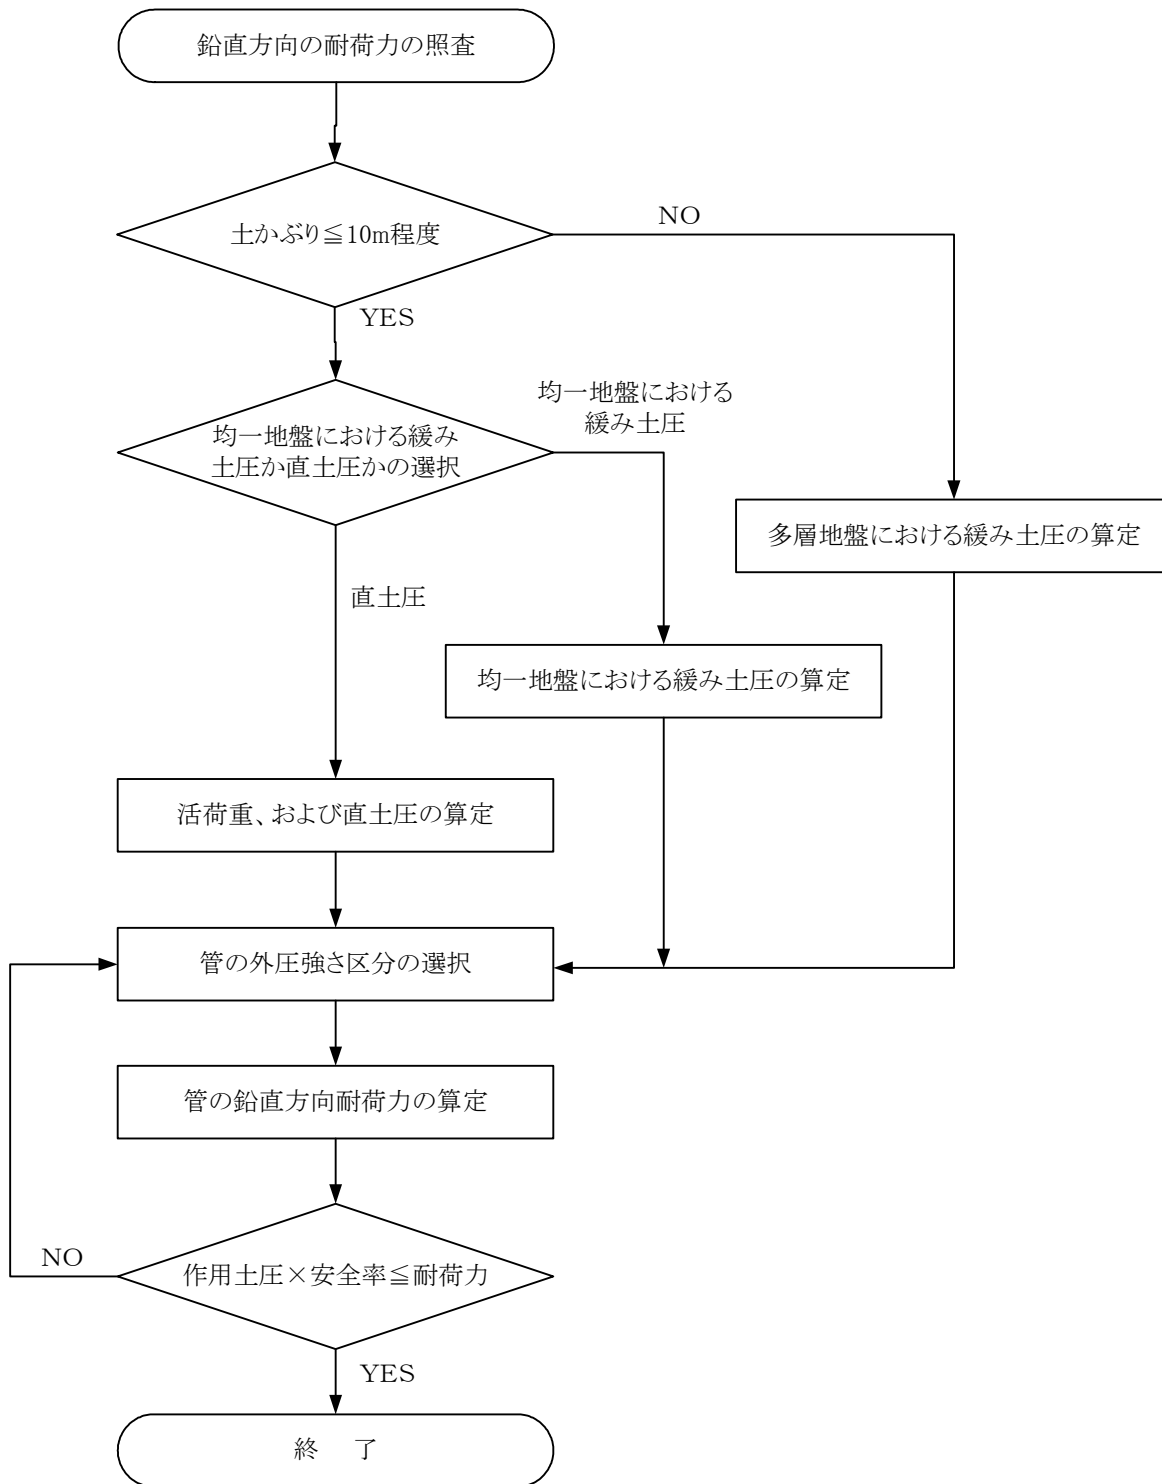 鉛直方向の耐荷力の照査
土かぶり≦10m程度
NO
YES
均一地盤における緩み
土圧か直土圧かの選択
均一地盤における
緩み土圧
多層地盤における緩み土圧の算定
直土圧
均一地盤における緩み土圧の算定
活荷重、および直土圧の算定
管の外圧強さ区分の選択
管の鉛直方向耐荷力の算定
NO
作用土圧×安全率≦耐荷力
YES
終　了